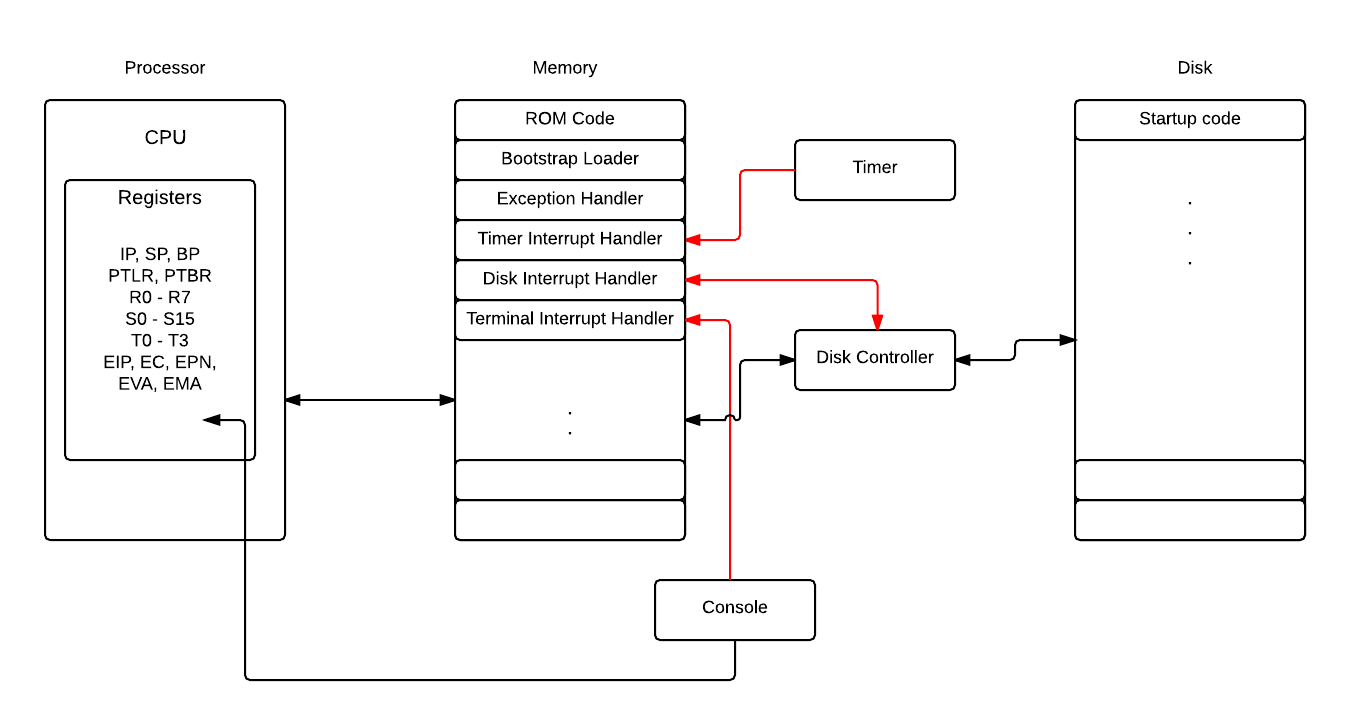 Processor
Memory
Disk
CPU
Registers
IP, SP, BP
PTLR, PTBR
R0 - R7
S0 - S15
T0 - T3
EIP, EC, EPN,
EVA, EMA
ROM Code
Bootstrap Loader
Exception Handler
Timer Interrupt Handler
Disk Interrupt Handler
Terminal Interrupt Handler
.
.
Timer
Disk Controller
Console
Startup code
.
.
.